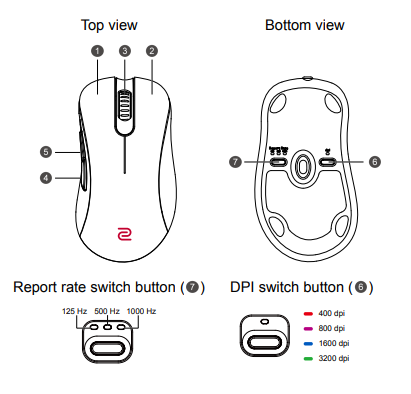 Top view
Bottom view
1
3
2
5
4
7
6
Report rate switch button (7)
DPI switch button (6)
125 Hz 500 Hz 1000 Hz
400 dpi
800 dpi
1600 dpi
3200 dpi